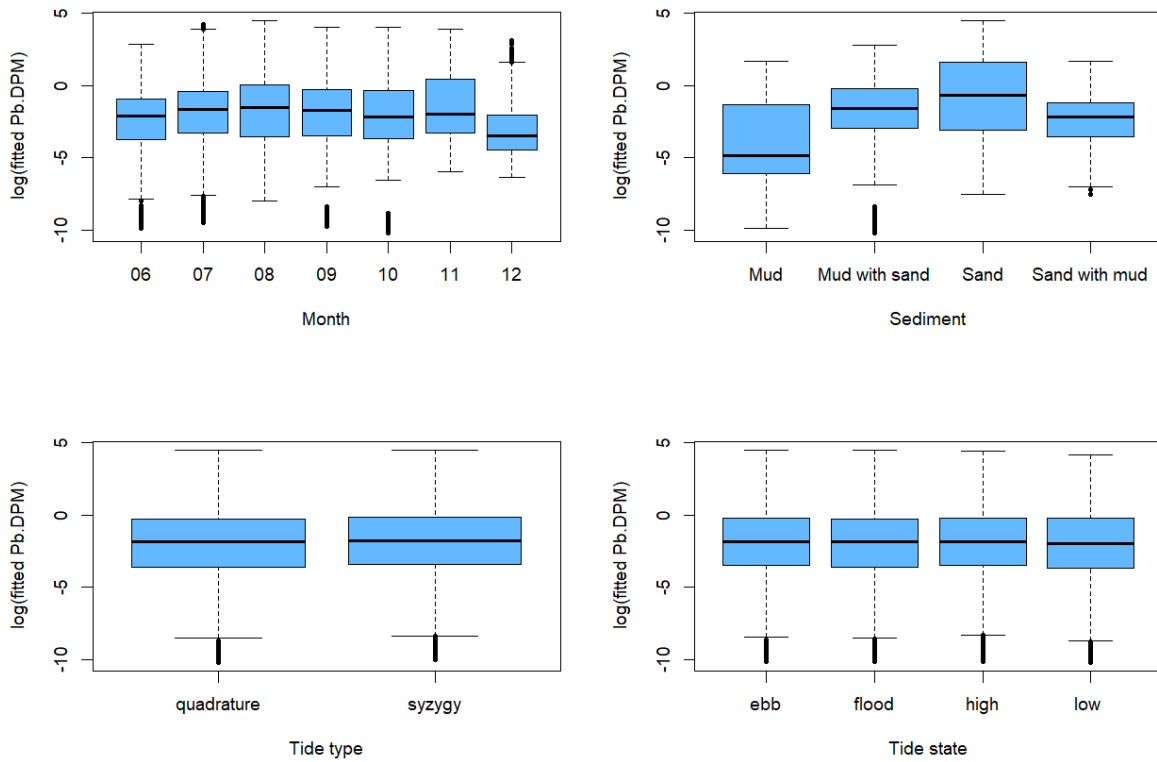 log(fitted Pb.DPM)
5
0
-5
-10
06 07 08 09 10 11 12
Month
log(fitted Pb.DPM)
5
0
-5
-10
Mud Mud with sand Sand Sand with mud
Sediment
log(fitted Pb.DPM)
5
0
-5
-10
quadrature syzygy
Tide type
log(fitted Pb.DPM)
5
0
-5
-10
ebb flood high low
Tide state